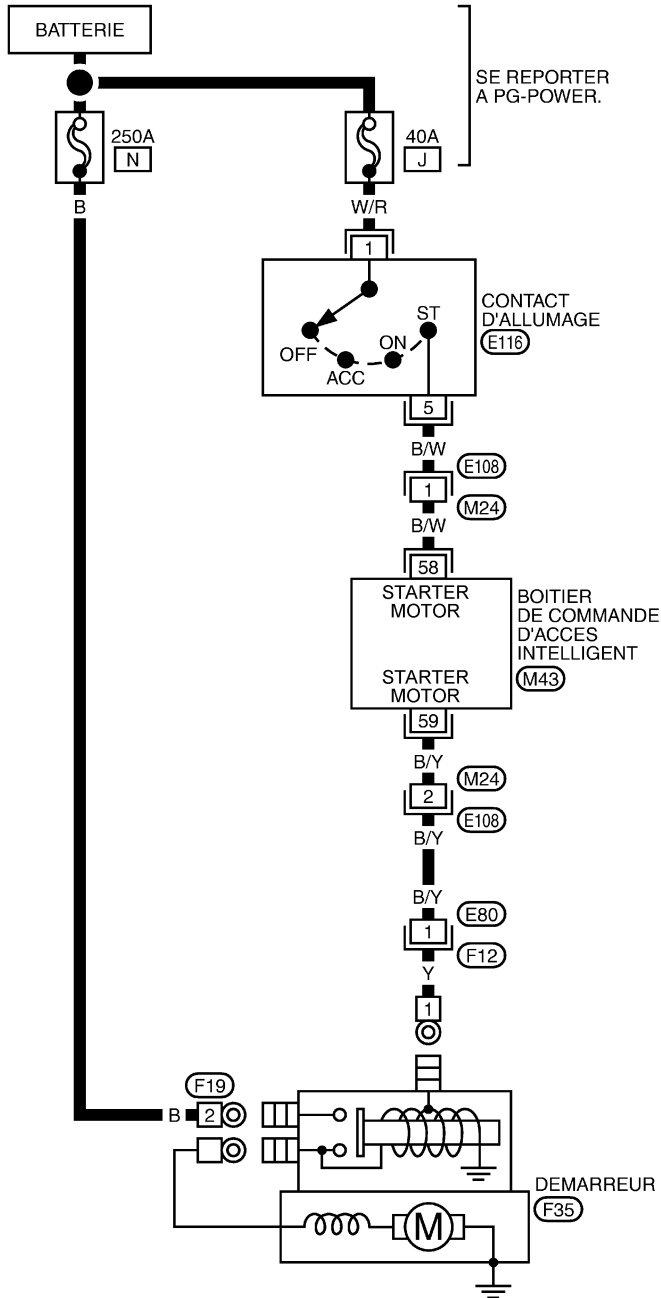 BATTERIE
SE REPORTER
A PG-POWER.
250A
N
40A
J
B
W/R
1
CONTACT
D'ALLUMAGE
E116
ST
OFF
ON
ACC
5
B/W
E108
1
M24
B/W
58
STARTER
MOTOR
BOITIER
DE COMMANDE
D'ACCES
INTELLIGENT
M43
STARTER
MOTOR
59
B/Y
M24
2
E108
B/Y
B/Y
E80
1
F12
Y
1
F19
B
2
DEMARREUR
F35
M